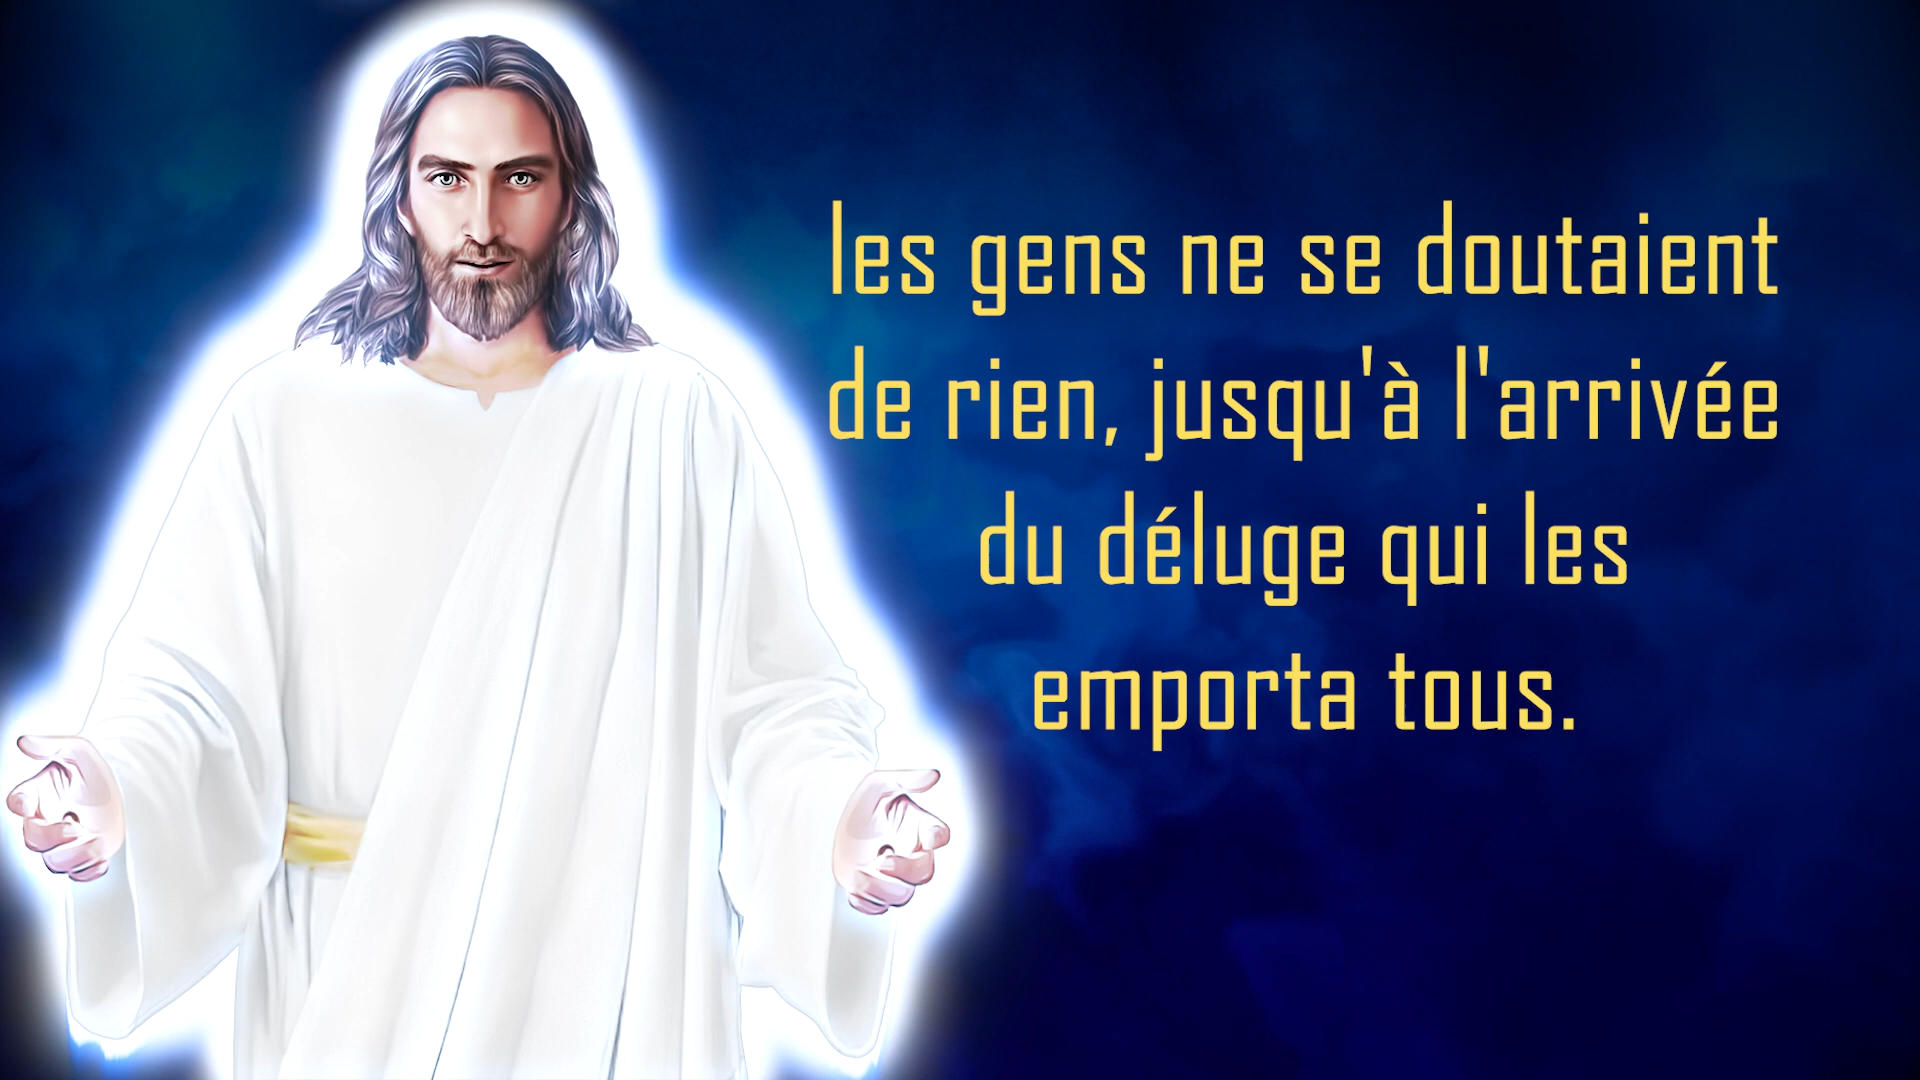 les gens ne se doutaient
de rien, jusqu'à l'arrivée
du déluge qui les
emporta tous.